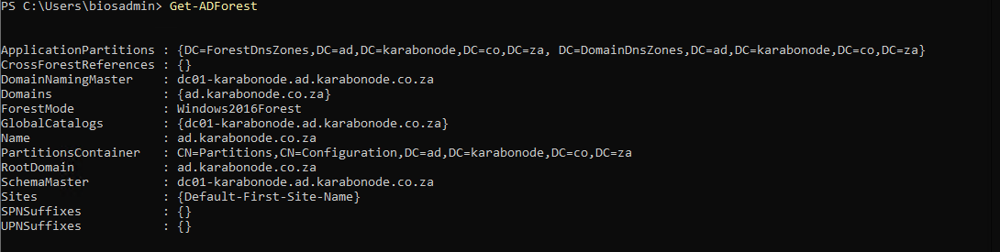 PS C:\Users\biosadmin> Get-ADForest
ApplicationPartitions : {DC=ForestDnsZones,DC=ad,DC=karabonode,DC=co,DC=za, DC=DomainDnsZones,DC=ad,DC=karabonode,DC=co,DC=za}
CrossForestReferences : {}
DomainNamingMaster    : dc01-karabonode.ad.karabonode.co.za
Domains               : {ad.karabonode.co.za}
ForestMode            : Windows2016Forest
GlobalCatalogs        : {dc01-karabonode.ad.karabonode.co.za}
Name                  : ad.karabonode.co.za
PartitionsContainer   : CN=Partitions,CN=Configuration,DC=ad,DC=karabonode,DC=co,DC=za
RootDomain            : ad.karabonode.co.za
SchemaMaster          : dc01-karabonode.ad.karabonode.co.za
Sites                 : {Default-First-Site-Name}
SPNSuffixes           : {}
UPNSuffixes           : {}